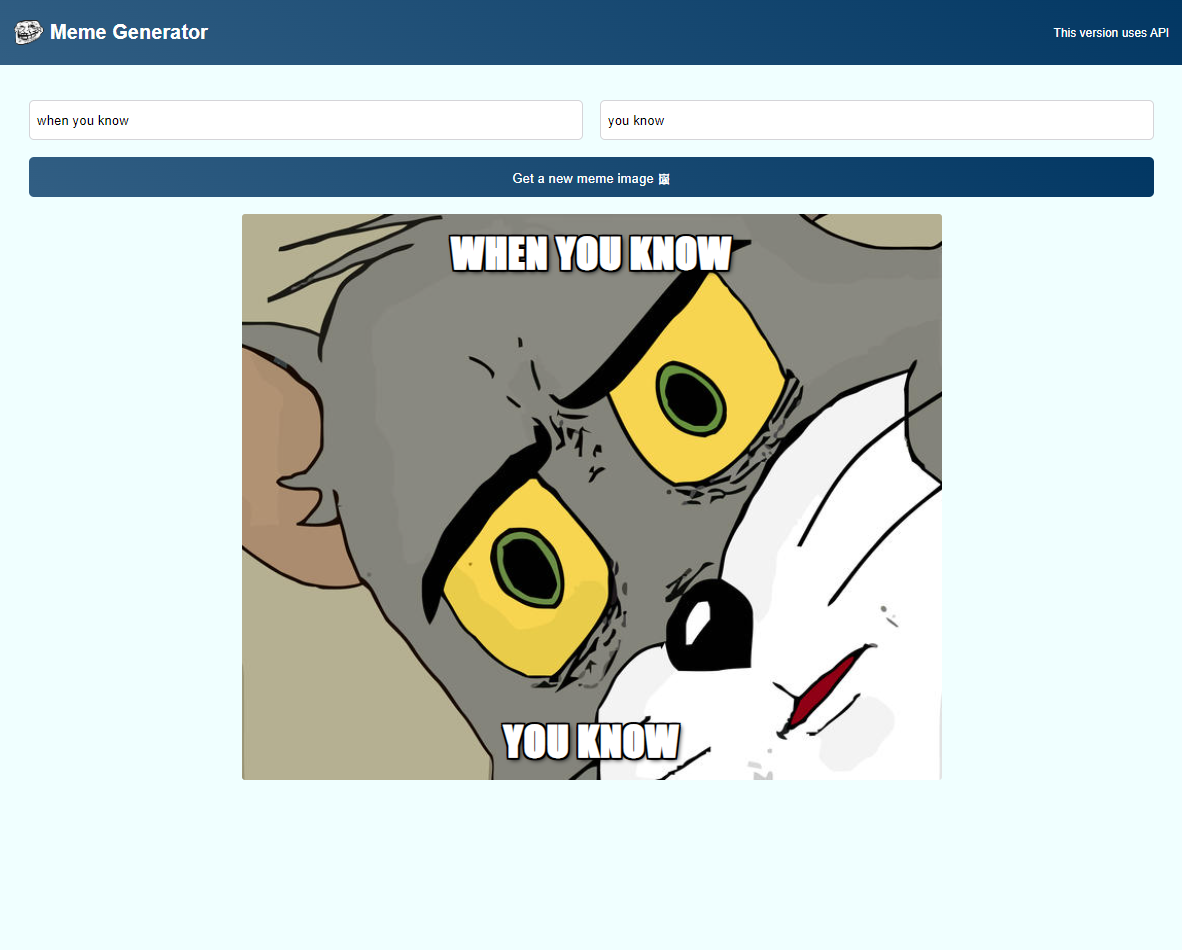 Meme Generator
This version uses API
when you know
you know
Get a new meme image 🖼
WHEN YOU KNOW
YOU KNOW